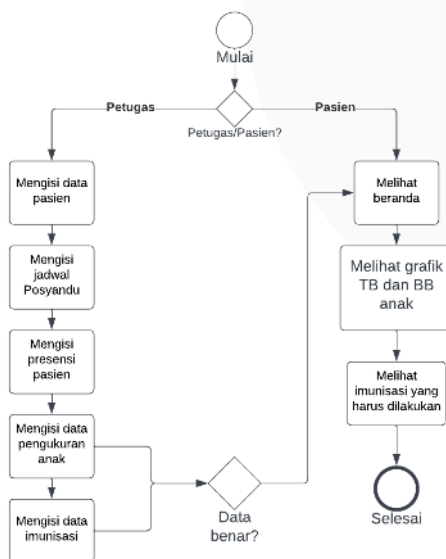 Mulai
Petugas
Pasien
Petugas/Pasien?
Mengisi data
pasien
Mengisi
jadwal
Posyandu
Mengisi
presensi
pasien
Mengisi data
pengukuran
anak
Mengisi data
imunisasi
Data
benar?
Melihat
beranda
Melihat grafik
TB dan BB
anak
Melihat
imunisasi yang
harus dilakukan
Selesai